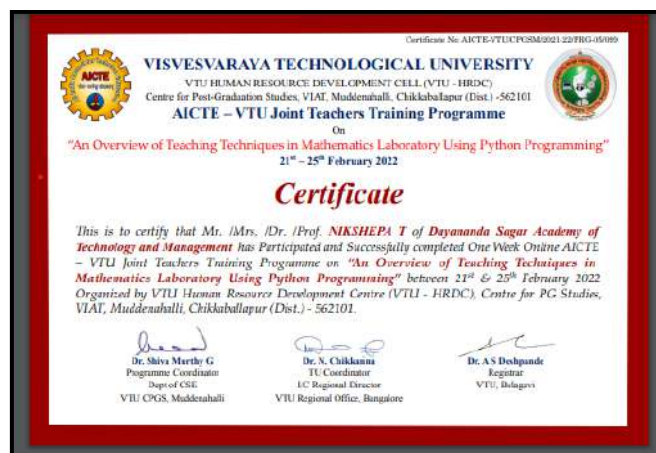 Certificate No AICTE-VTUCPGSM/2021-22/PRG-05/089
AICTE
VISVESVARAYA TECHNOLOGICAL UNIVERSITY
VTU HUMAN RESOURCE DEVELOPMENT CELL (VTU - HRDC)
Centre for Post-Graduation Studies, VIAT, Muddenahalli, Chikkaballapur (Dist.) -562101
AICTE – VTU Joint Teachers Training Programme
On
"An Overview of Teaching Techniques in Mathematics Laboratory Using Python Programming"
21st – 25th February 2022
Certificate
This is to certify that Mr. /Mrs. /Dr. /Prof. NIKSHEPA T of Dayananda Sagar Academy of
Technology and Management has Participated and Successfully completed One Week Online AICTE
– VTU Joint Teachers Training Programme on "An Overview of Teaching Techniques in
Mathematics Laboratory Using Python Programming" between 21st & 25th February 2022
Organized by VTU Human Resource Development Centre (VTU - HRDC), Centre for PG Studies,
VIAT, Muddenahalli, Chikkaballapur (Dist.) - 562101.
Dr. Shiva Murthy G
Programme Coordinator
Dept of CSE
VTU CPGS, Muddenahalli
Dr. N. Chikkanna
TU Coordinator
I/C Regional Director
VTU Regional Office, Bangalore
Dr. A S Deshpande
Registrar
VTU, Belagavi